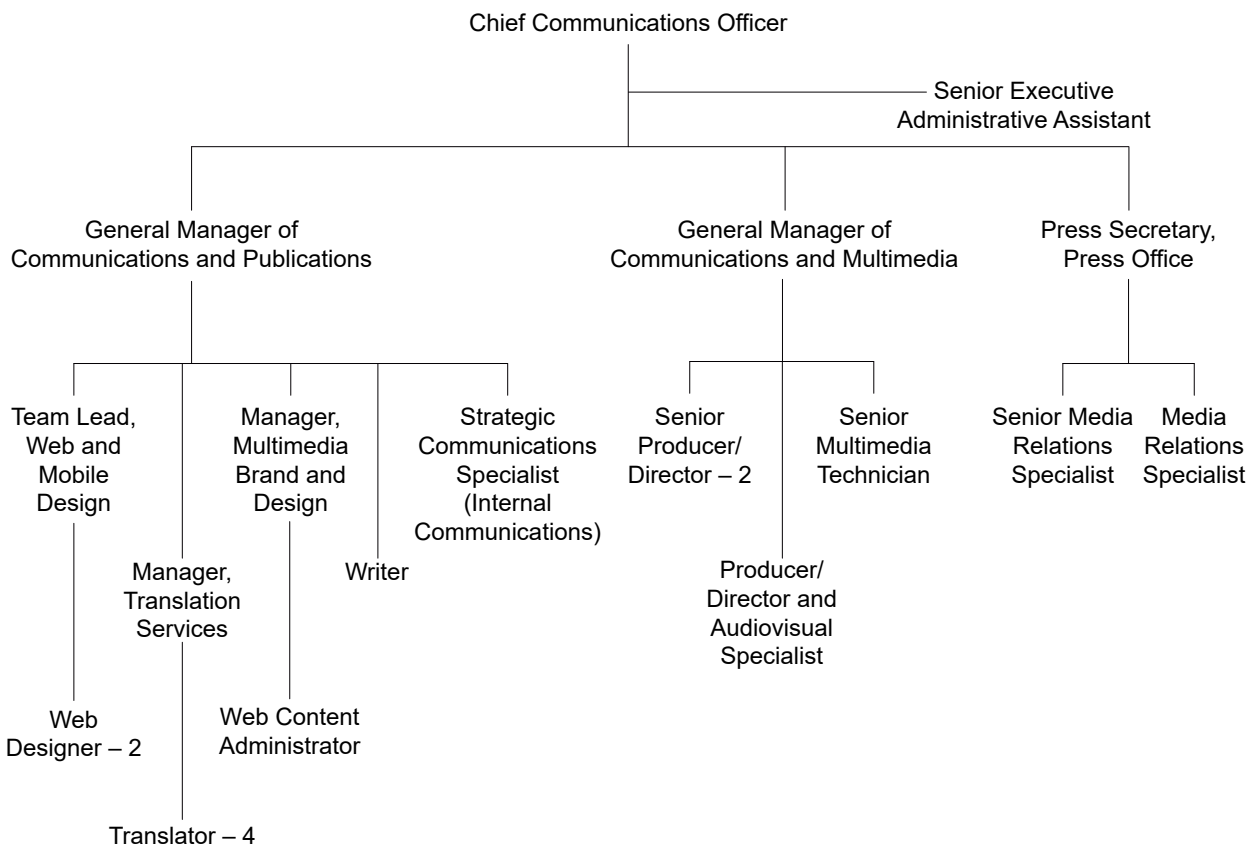 Chief Communications Officer
Senior Executive
Administrative Assistant
General Manager of
Communications and Publications
General Manager of
Communications and Multimedia
Press Secretary,
Press Office
Team Lead,
Web and
Mobile
Design
Manager,
Multimedia
Brand and
Design
Strategic
Communications
Specialist
(Internal
Communications)
Senior
Producer/
Director – 2
Senior
Multimedia
Technician
Senior Media
Relations
Specialist
Media
Relations
Specialist
Manager,
Translation
Services
Writer
Producer/
Director and
Audiovisual
Specialist
Web
Designer – 2
Web Content
Administrator
Translator – 4